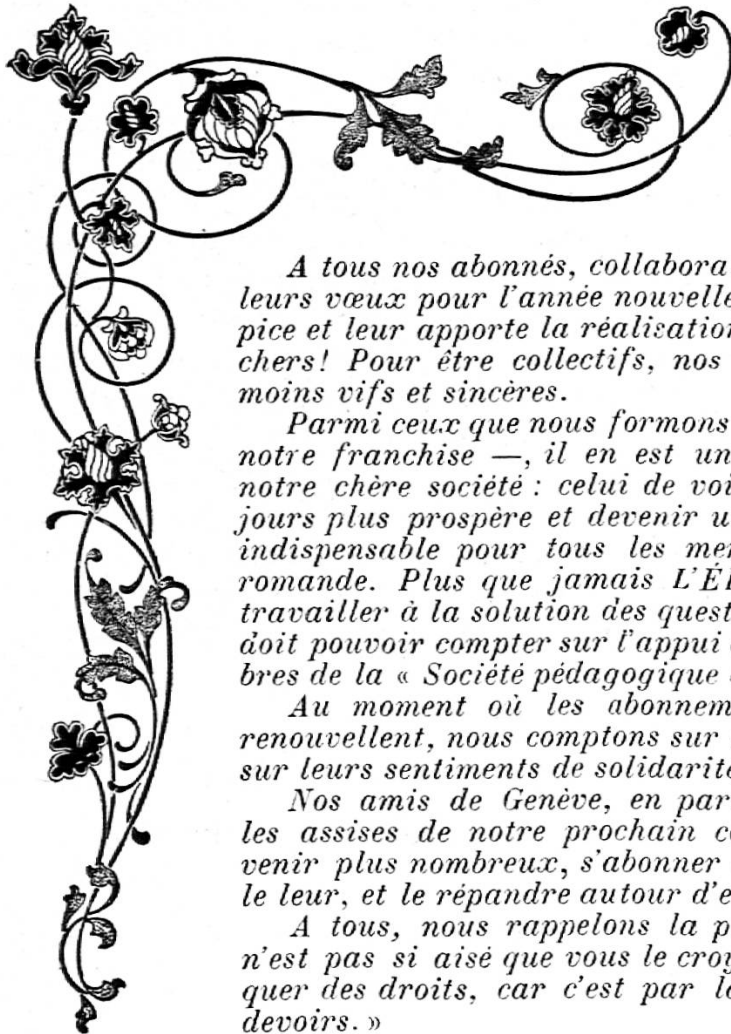 A tous nos abonnés, collabora
leurs vœux pour l'année nouvelle
pice et leur apporte la réalisation
chers! Pour être collectifs, nos
moins vifs et sincères.
Parmi ceux que nous formons
notre franchise —, il en est un
notre chère société : celui de voi
jours plus prospère et devenir u
indispensable pour tous les me
romande. Plus que jamais L'É
travailler à la solution des quest
doit pouvoir compter sur l'appui
bres de la « Société pédagogique
Au moment où les abonnem
renouvellent, nous comptons sur
sur leurs sentiments de solidarité
Nos amis de Genève, en par
les assises de notre prochain c
venir plus nombreux, s'abonner
le leur, et le répandre autour d'e
A tous, nous rappelons la p
n'est pas si aisé que vous le croy
quer des droits, car c'est par l
devoirs. »